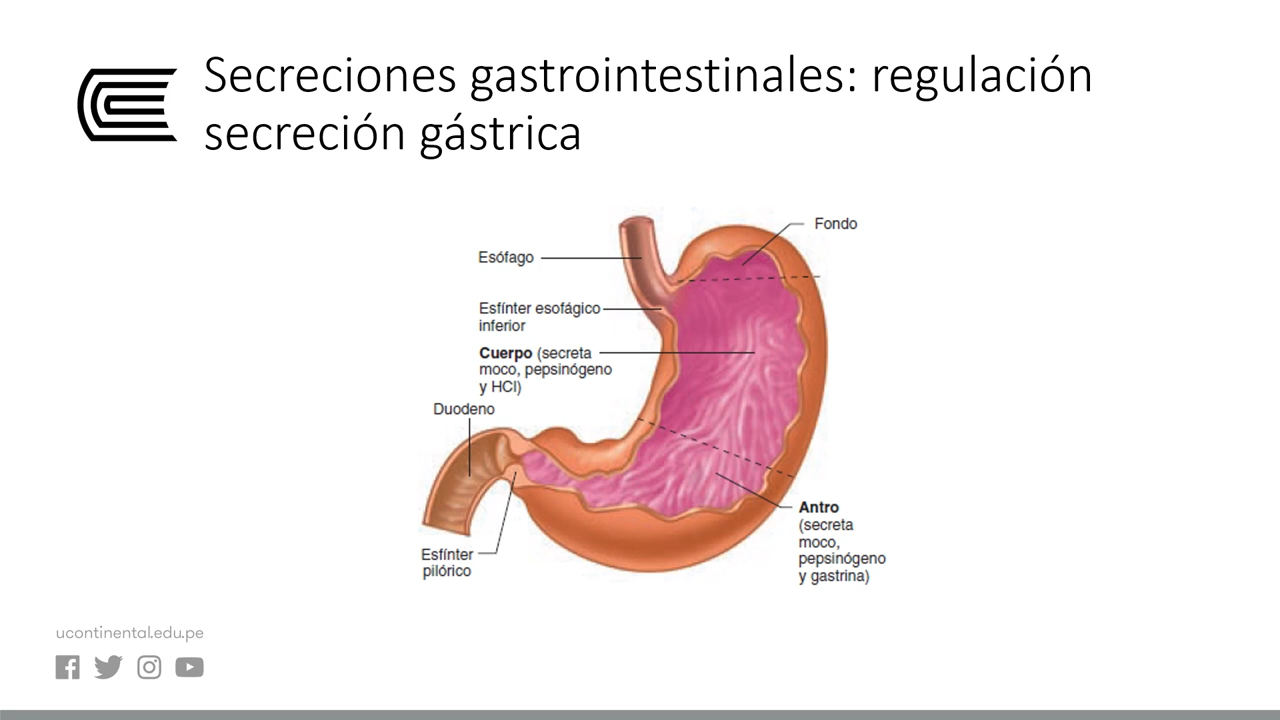 Secreciones gastrointestinales: regulación
secreción gástrica
Fondo
Esófago
Esfínter esofágico
inferior
Cuerpo (secreta
moco, pepsinógeno
y HCl)
Duodeno
Antro
(secreta
moco,
pepsinógeno
y gastrina)
Esfínter
pilórico
ucontinental.edu.pe